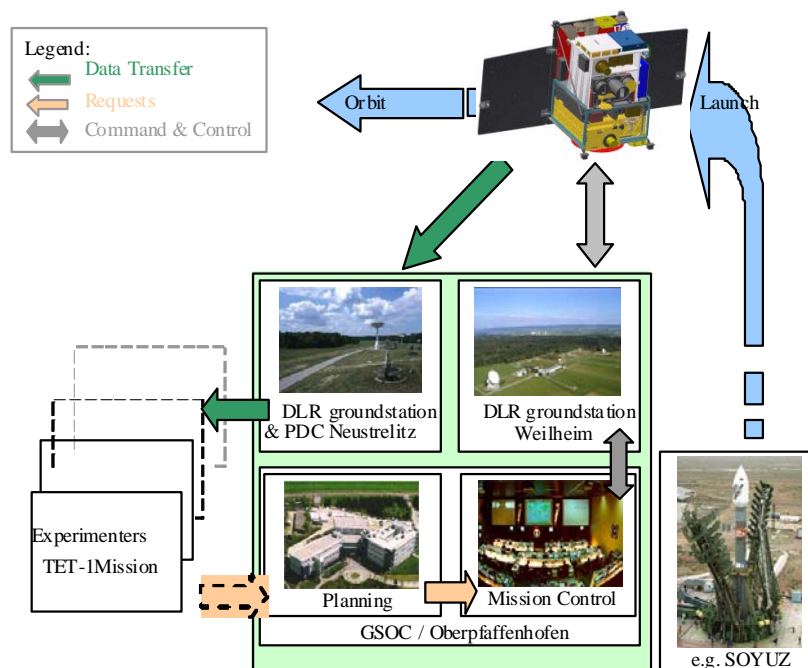 Legend:
Data Transfer
Requests
Command & Control
Orbit
Launch
DLR groundstation
& PDC Neustrelitz
DLR groundstation
Weilheim
Experimenters
TET-1Mission
Planning
Mission Control
GSOC / Oberpfaffenhofen
e.g. SOYUZ